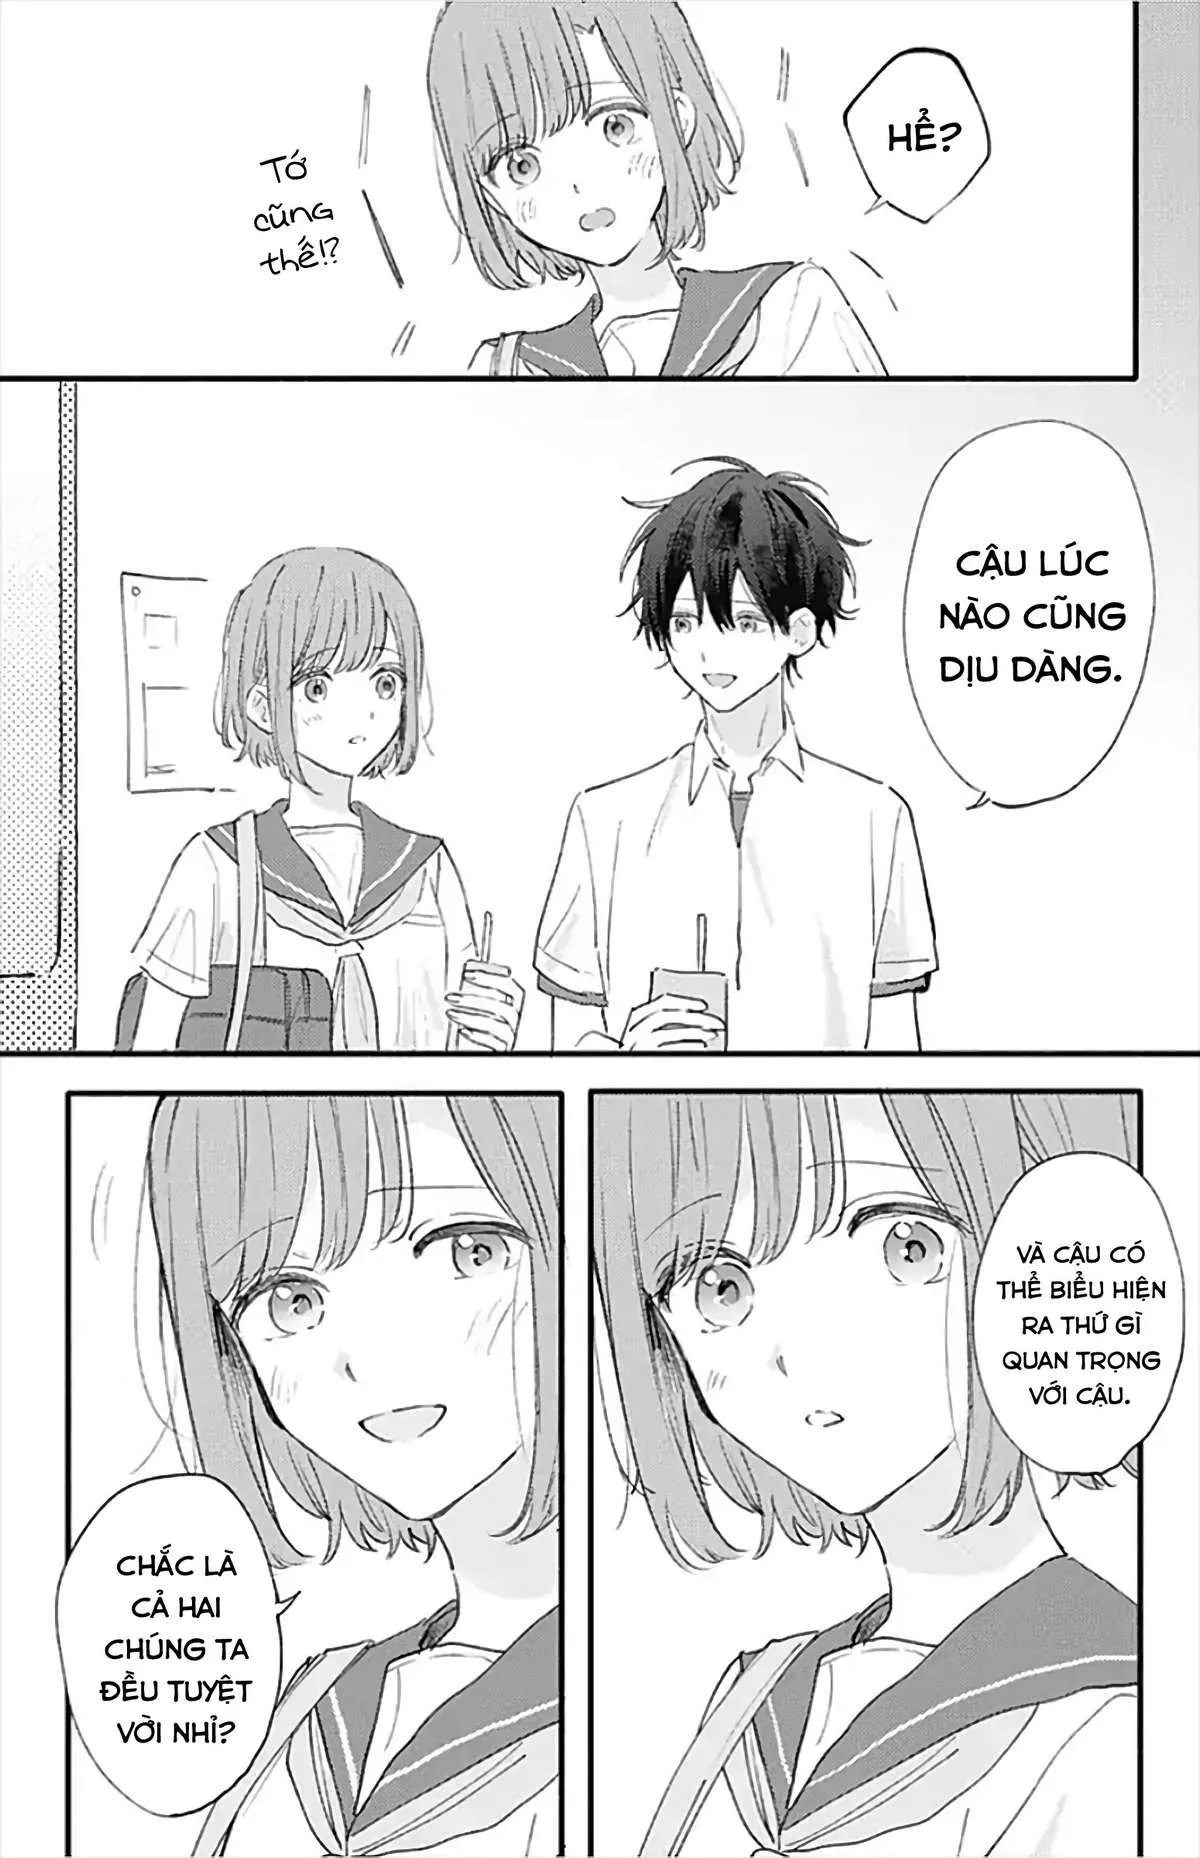 HỂ?
Tớ
cũng
thế!?
CẬU LÚC
NÀO CŨNG
DỊU DÀNG.
VÀ CẬU CÓ
THỂ BIỂU HIỆN
RA THỨ GÌ
QUAN TRỌNG
VỚI CẬU.
CHẮC LÀ
CẢ HAI
CHÚNG TA
ĐỀU TUYỆT
VỜI NHỈ?